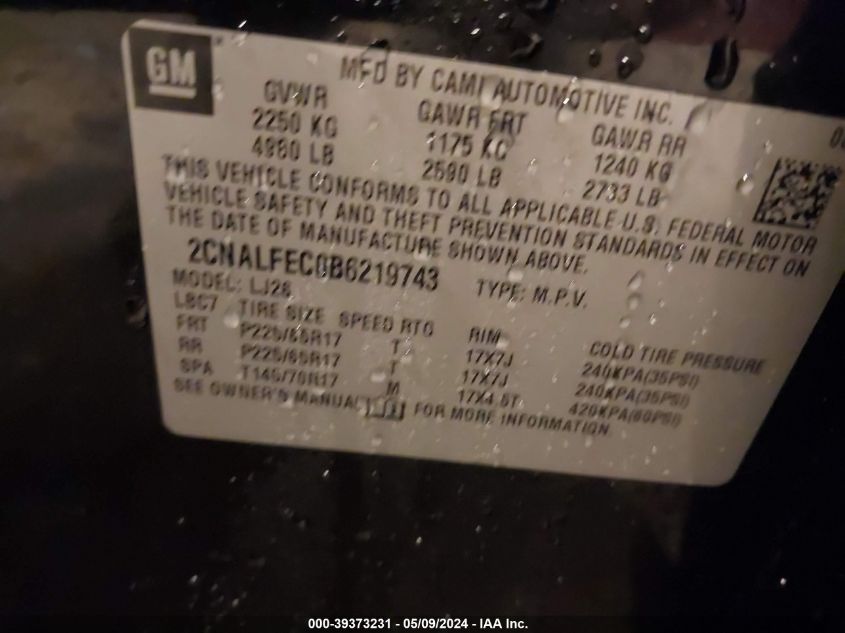 GM
MFD BY CAMI AUTOMOTIVE INC.
GVWR GAWR FRT GAWR RR
2250 KG 1175 KG 1240 KG
4960 LB 2590 LB 2733 LB
THIS VEHICLE CONFORMS TO ALL APPLICABLE U.S. FEDERAL MOTOR
VEHICLE SAFETY AND THEFT PREVENTION STANDARDS IN EFFECT ON
THE DATE OF MANUFACTURE SHOWN ABOVE.
2CNALFEC0B6219743 TYPE: M.P.V.
MODEL: LJ26
TIRE SIZE SPEED RTG RIM COLD TIRE PRESSURE
FRT P225/65R17 T 17X7J 240KPA(35PSI)
RR P225/65R17 T 17X7J 240KPA(35PSI)
SPA T145/70R17 M 17X4.5T 420KPA(60PSI)
SEE OWNER'S MANUAL FOR MORE INFORMATION.
000-39373231 - 05/09/2024 - IAA Inc.